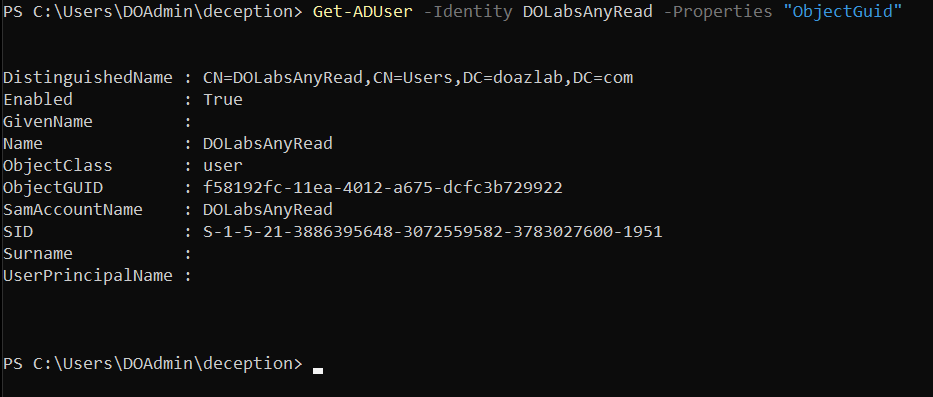 PS C:\Users\DOAdmin\deception> Get-ADUser -Identity DOLabsAnyRead -Properties "ObjectGuid"
DistinguishedName : CN=DOLabsAnyRead,CN=Users,DC=doazlab,DC=com
Enabled           : True
GivenName         :
Name              : DOLabsAnyRead
ObjectClass       : user
ObjectGUID        : f58192fc-11ea-4012-a675-dcfc3b729922
SamAccountName    : DOLabsAnyRead
SID               : S-1-5-21-3886395648-3072559582-3783027600-1951
Surname           :
UserPrincipalName :
PS C:\Users\DOAdmin\deception>